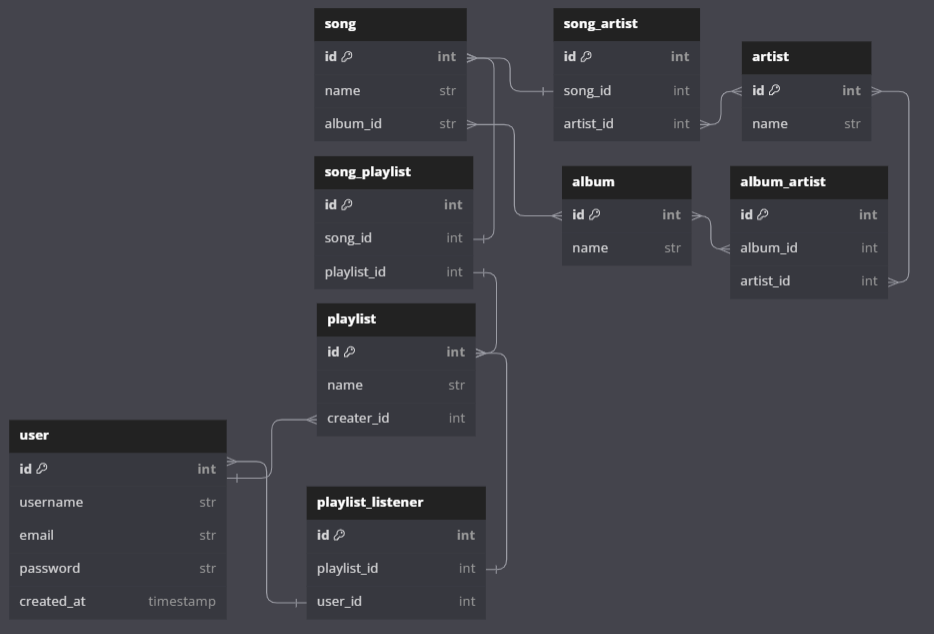 song
id int
name str
album_id str
song_artist
id int
song_id int
artist_id int
artist
id int
name str
song_playlist
id int
song_id int
playlist_id int
album
id int
name str
album_artist
id int
album_id int
artist_id int
playlist
id int
name str
creater_id int
user
id int
username str
email str
password str
created_at timestamp
playlist_listener
id int
playlist_id int
user_id int